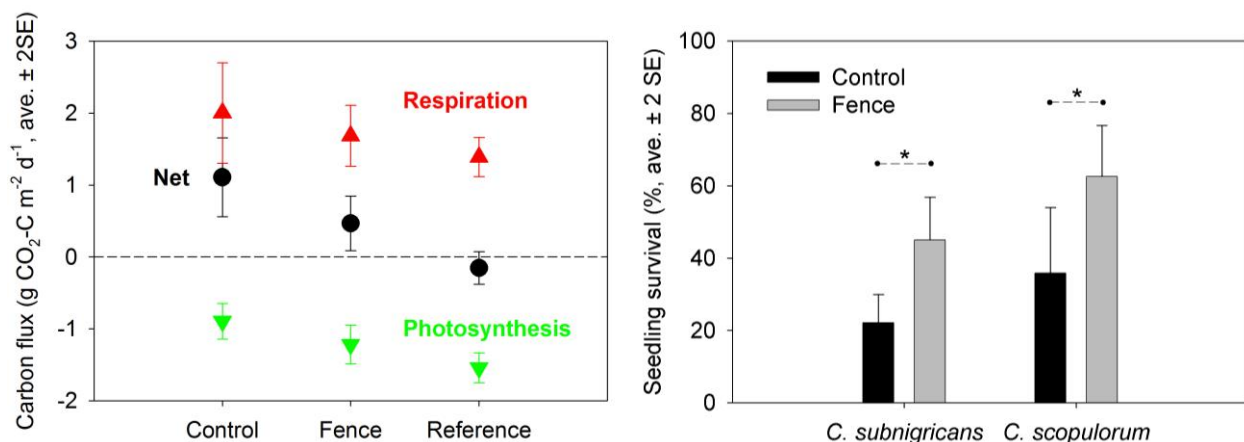 Carbon flux (g CO₂-C m⁻² d⁻¹, ave. ± 2SE)
3
2
1
0
-1
-2
Respiration
Net
Photosynthesis
Control
Fence
Reference
Seedling survival (%, ave. ± 2 SE)
100
80
60
40
20
0
Control
Fence
*
*
C. subnigricans
C. scopulorum